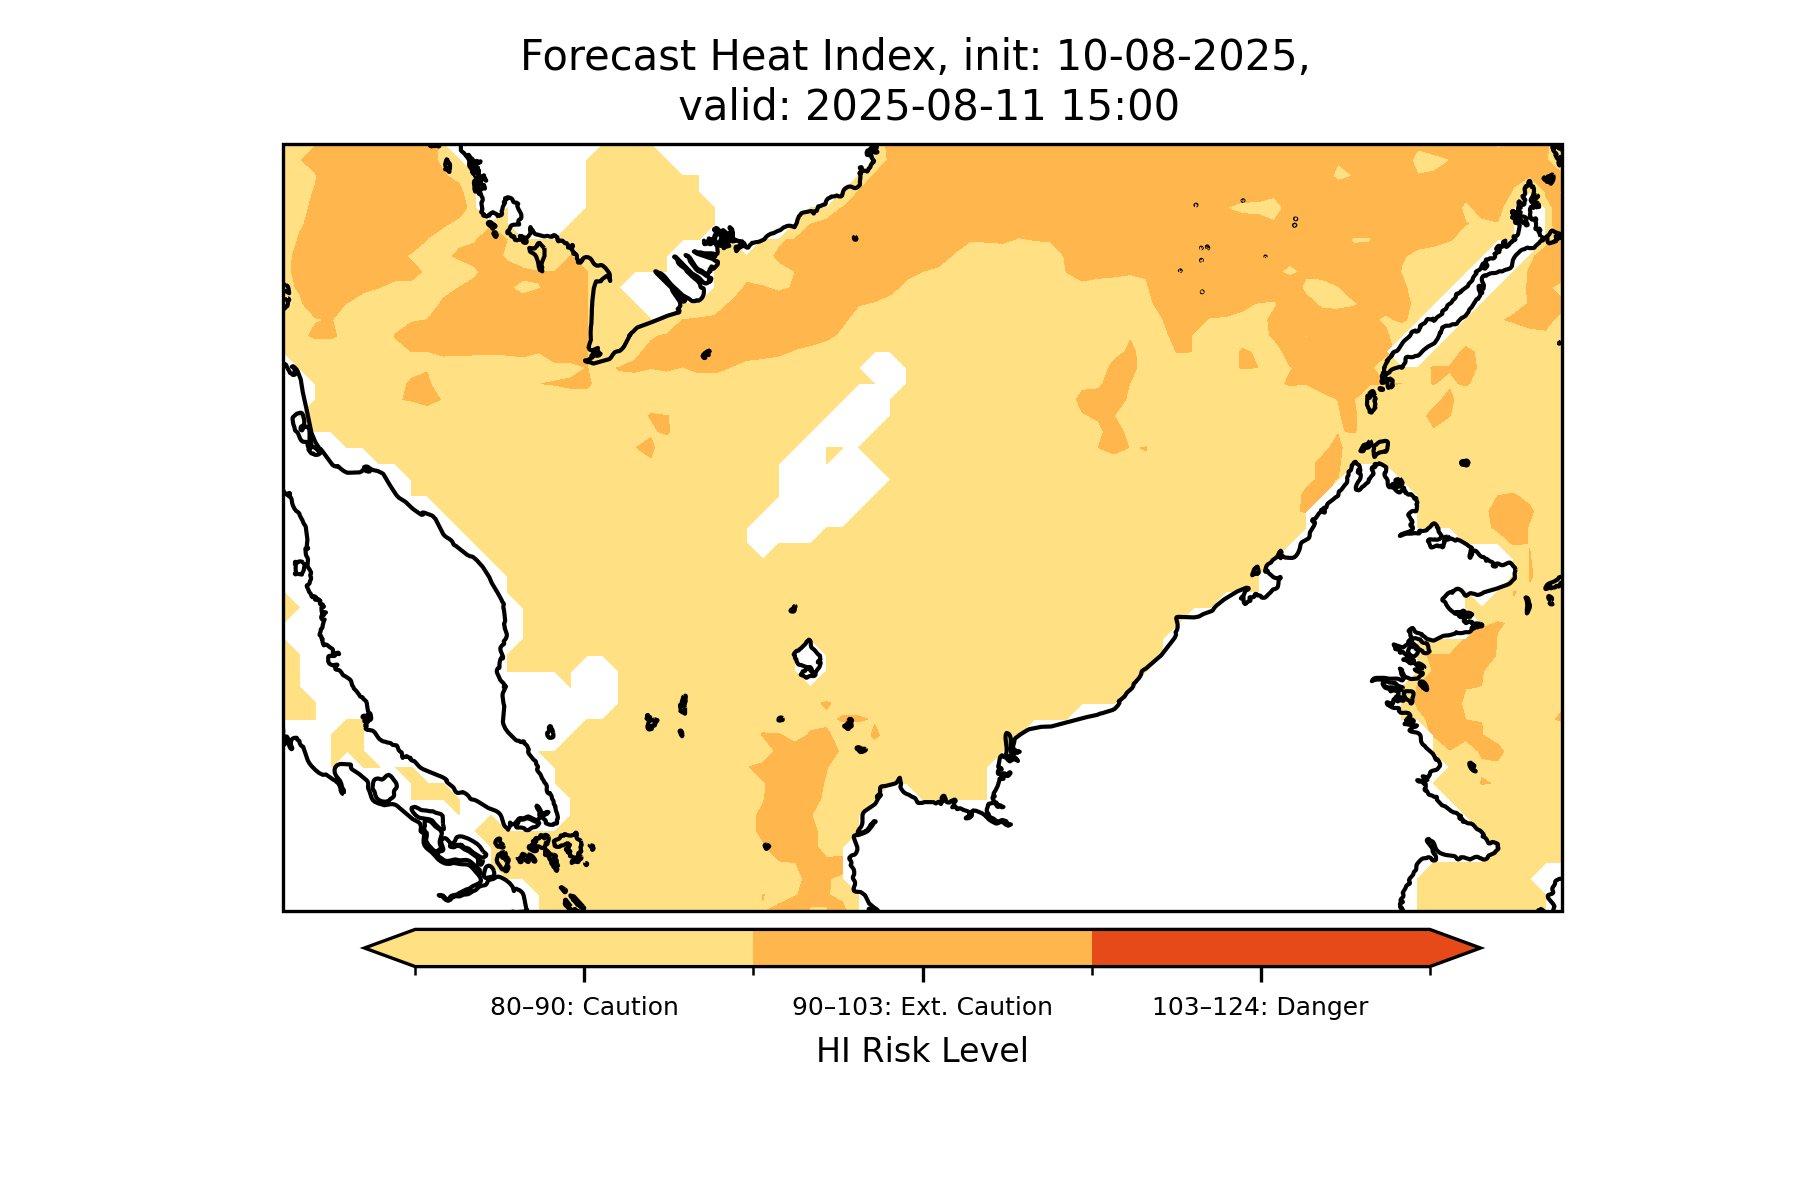 Forecast Heat Index, init: 10-08-2025,
valid: 2025-08-11 15:00
80–90: Caution
90–103: Ext. Caution
103–124: Danger
HI Risk Level